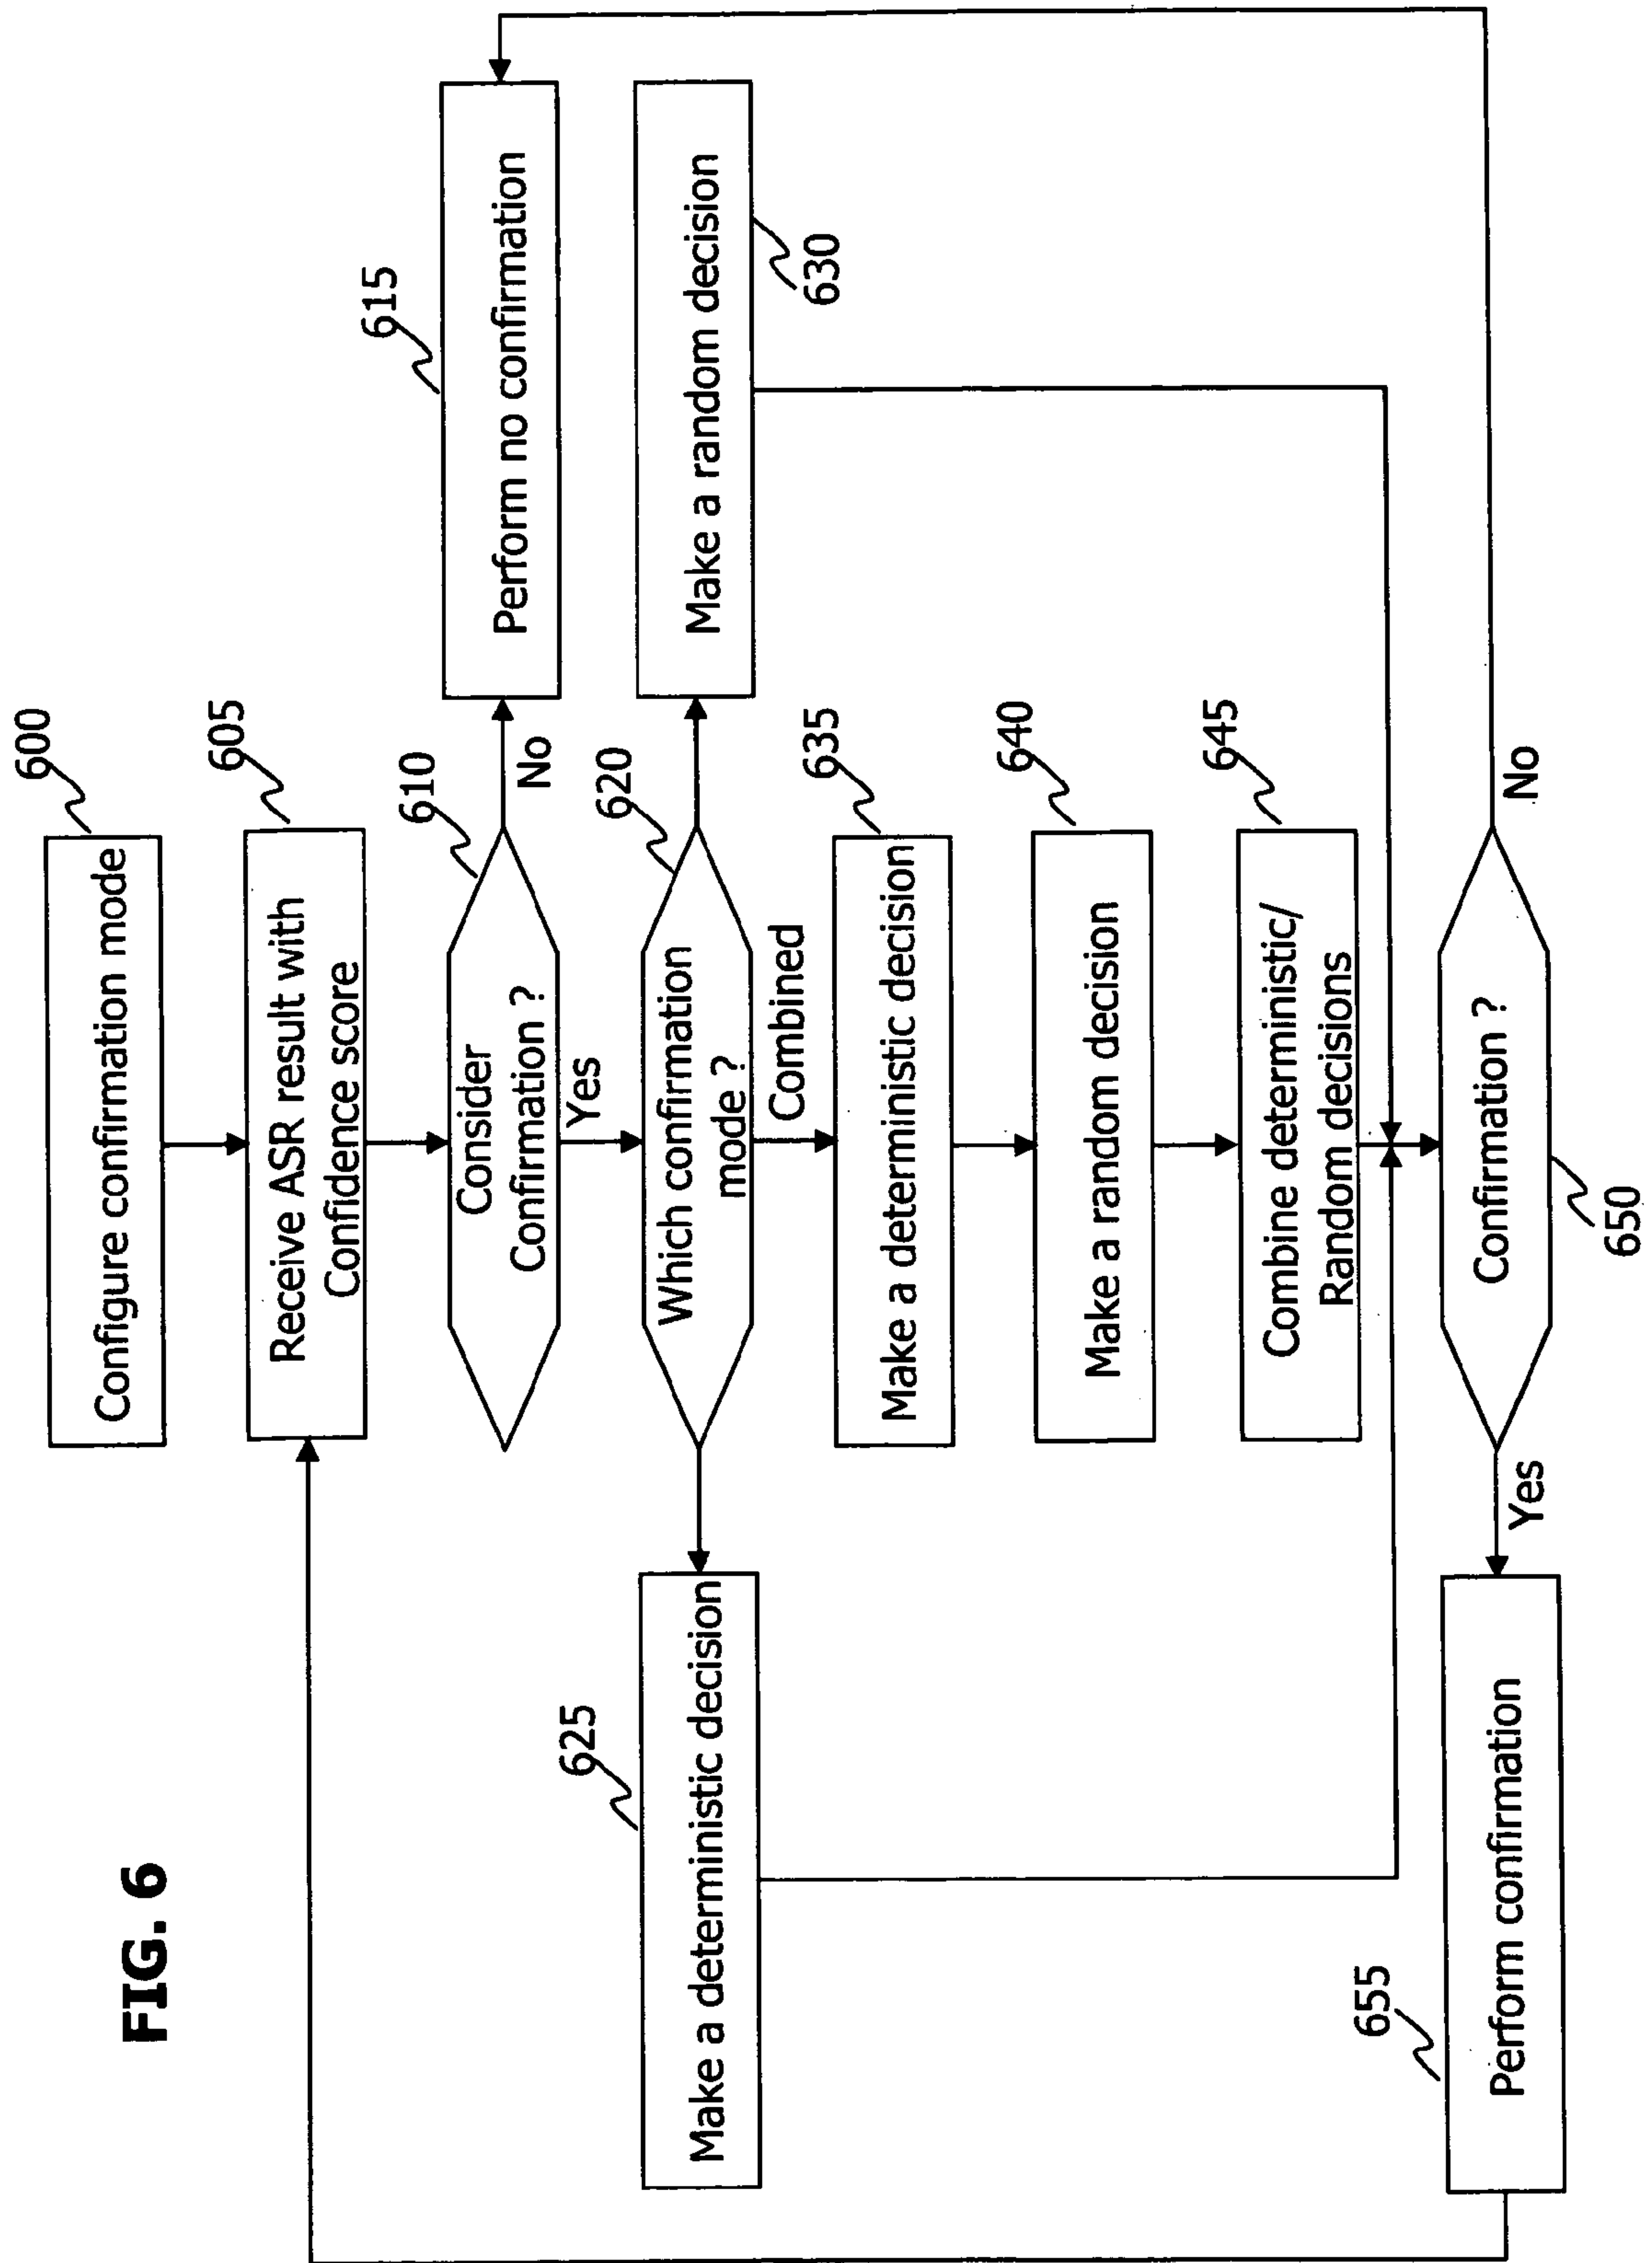 FIG. 6
600
Configure confirmation mode
605
Receive ASR result with
Confidence score
610
Consider
Confirmation ?
No
615
Perform no confirmation
Yes
620
Which confirmation
mode ?
625
Make a deterministic decision
Make a random decision
630
Combined
635
Make a deterministic decision
640
Make a random decision
645
Combine deterministic/
Random decisions
Confirmation ?
650
Yes
No
655
Perform confirmation